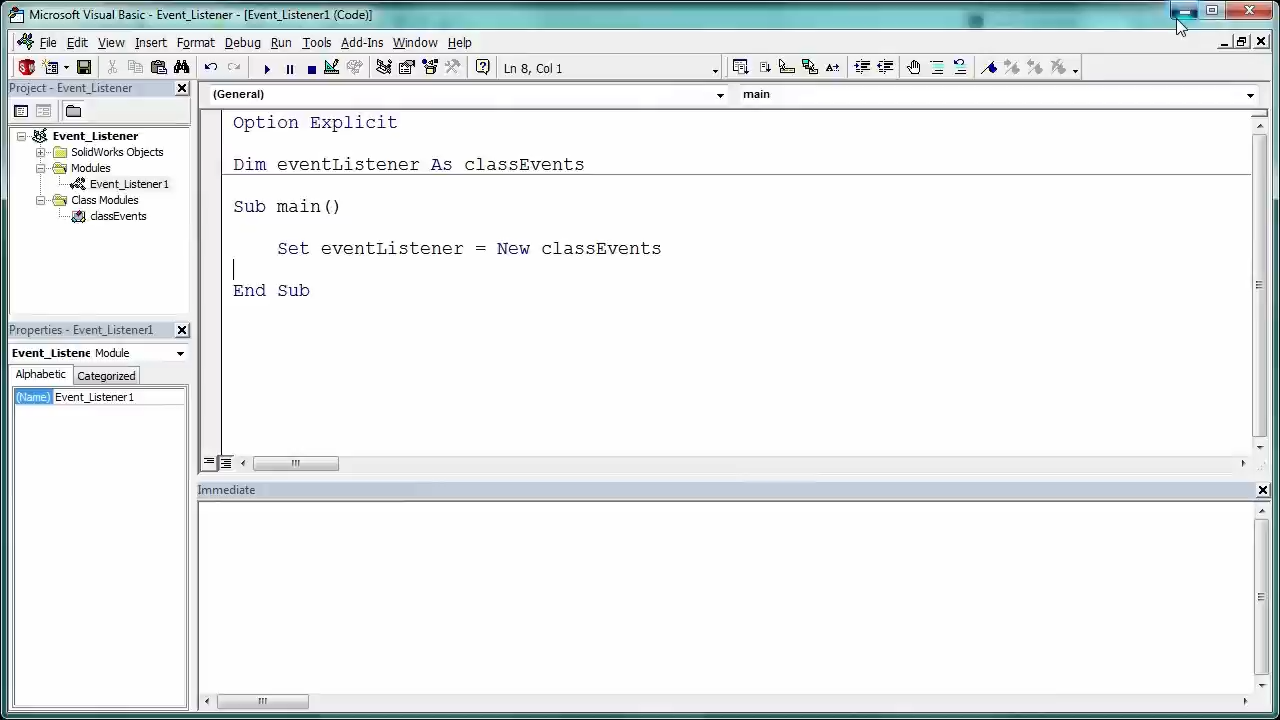 Microsoft Visual Basic - Event_Listener - [Event_Listener1 (Code)]
File Edit View Insert Format Debug Run Tools Add-Ins Window Help
Ln 8, Col 1
Project - Event_Listener
(General) main
Event_Listener
SolidWorks Objects
Modules
Event_Listener1
Class Modules
classEvents
Option Explicit
Dim eventListener As classEvents
Sub main()
Set eventListener = New classEvents
End Sub
Properties - Event_Listener1
Event_Listene Module
Alphabetic Categorized
(Name) Event_Listener1
Immediate